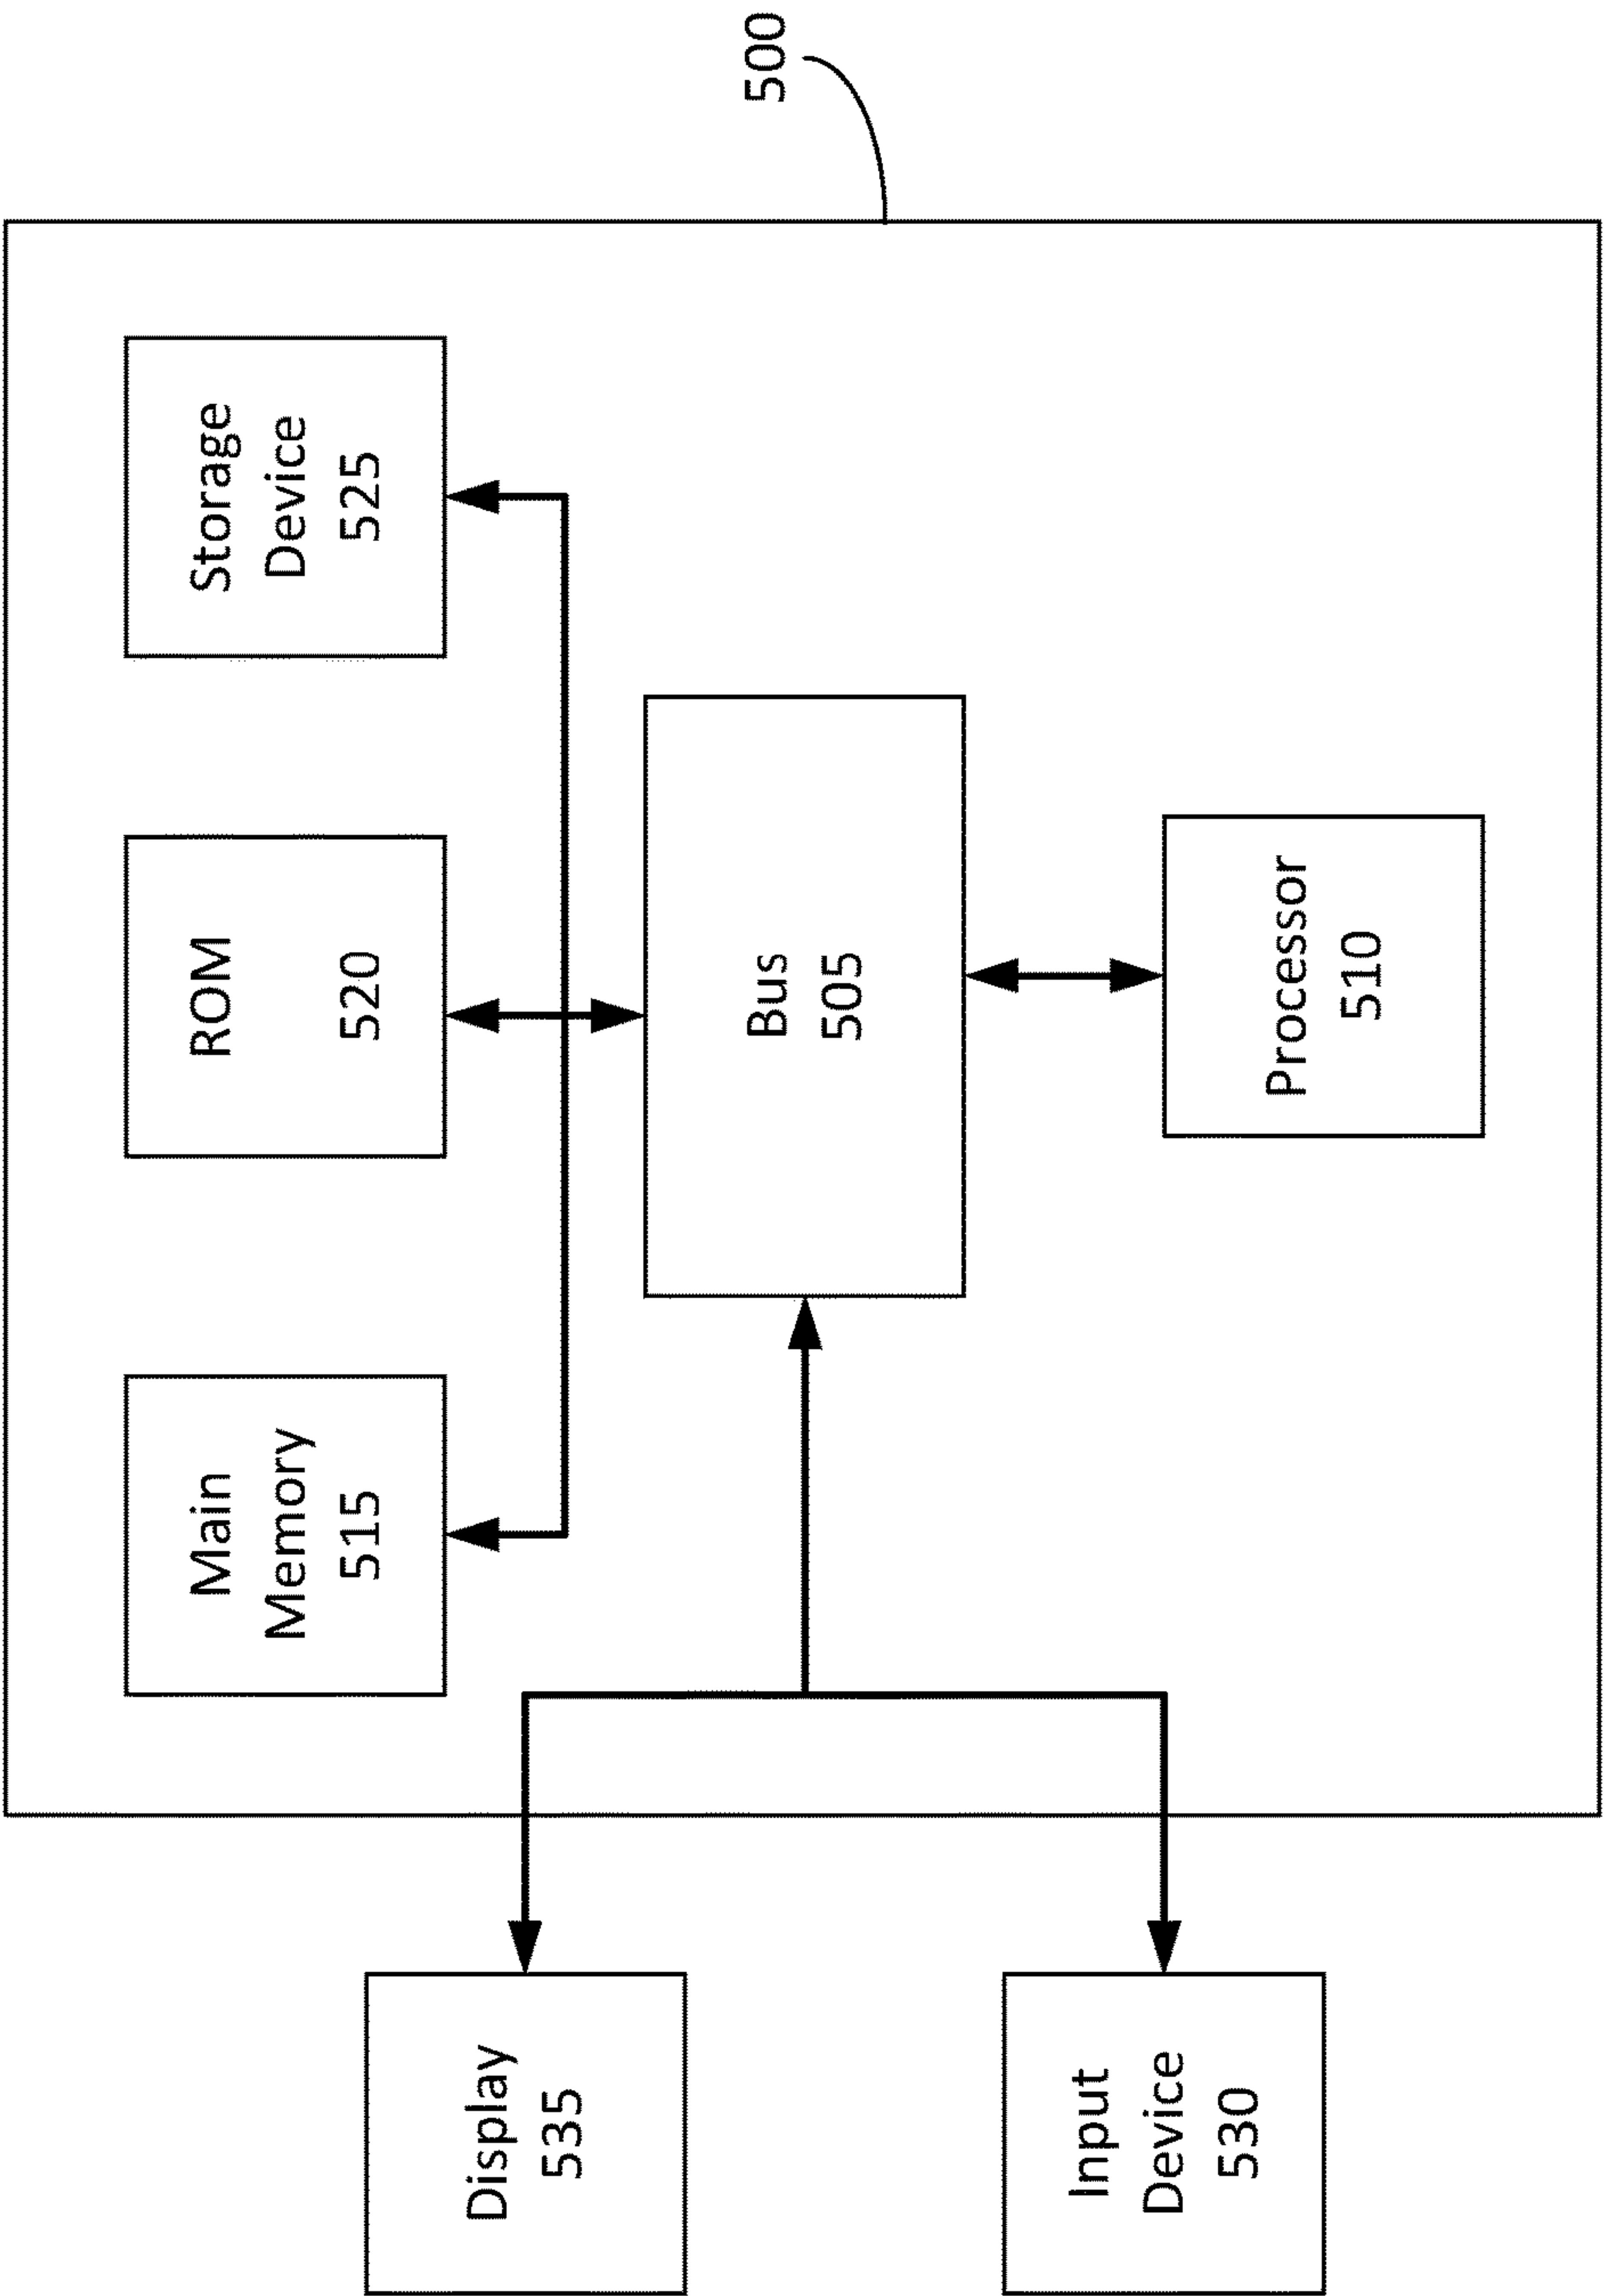 500
Main
Memory
515
ROM
520
Storage
Device
525
Display
535
Bus
505
Input
Device
530
Processor
510